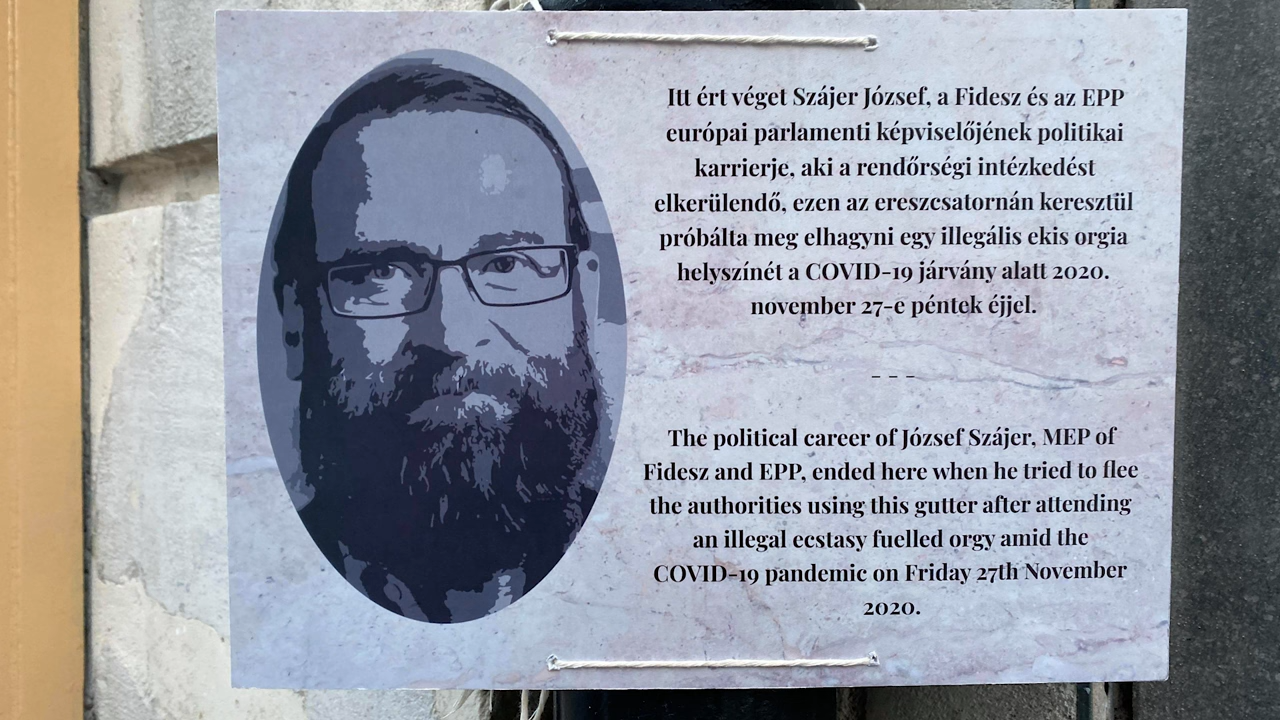 Itt ért véget Szájer József, a Fidesz és az EPP
európai parlamenti képviselőjének politikai
karrierje, aki a rendőrségi intézkedést
elkerülendő, ezen az ereszcsatornán keresztül
próbálta meg elhagyni egy illegális ekis orgia
helyszínét a COVID-19 járvány alatt 2020.
november 27-e péntek éjjel.
- - -
The political career of József Szájer, MEP of
Fidesz and EPP, ended here when he tried to flee
the authorities using this gutter after attending
an illegal ecstasy fuelled orgy amid the
COVID-19 pandemic on Friday 27th November
2020.